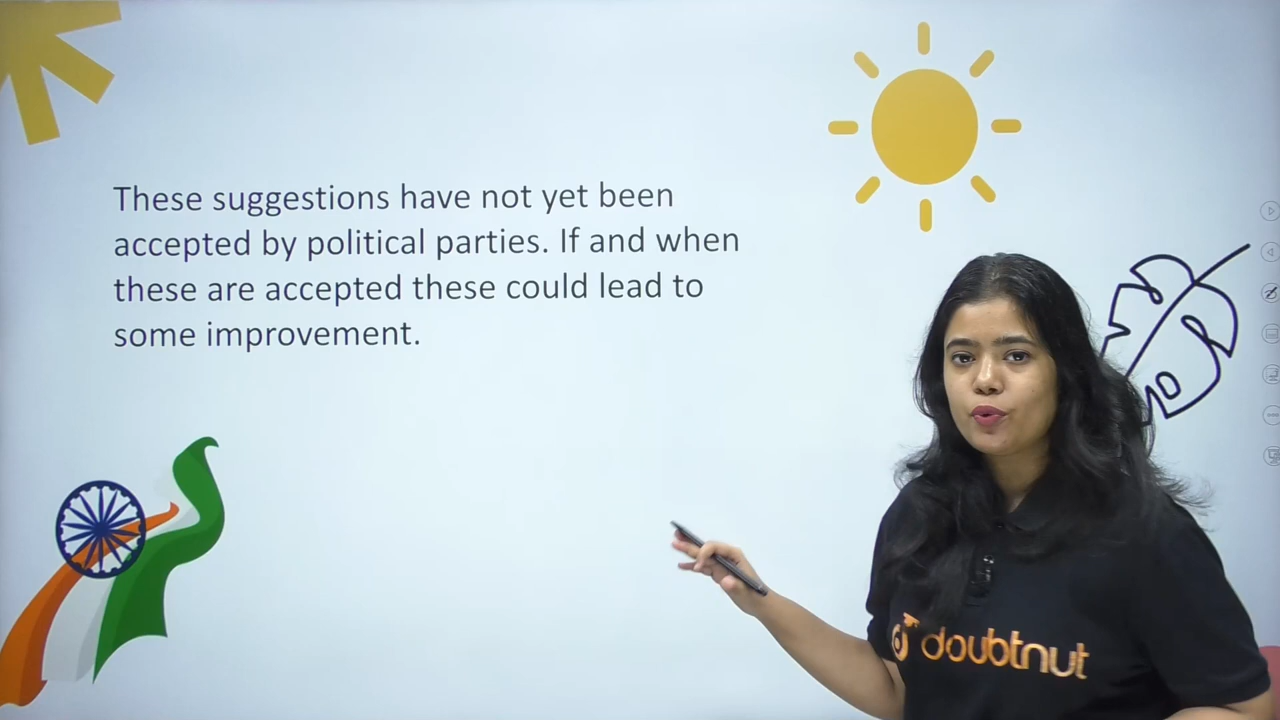 These suggestions have not yet been
accepted by political parties. If and when
these are accepted these could lead to
some improvement.
doubtnut